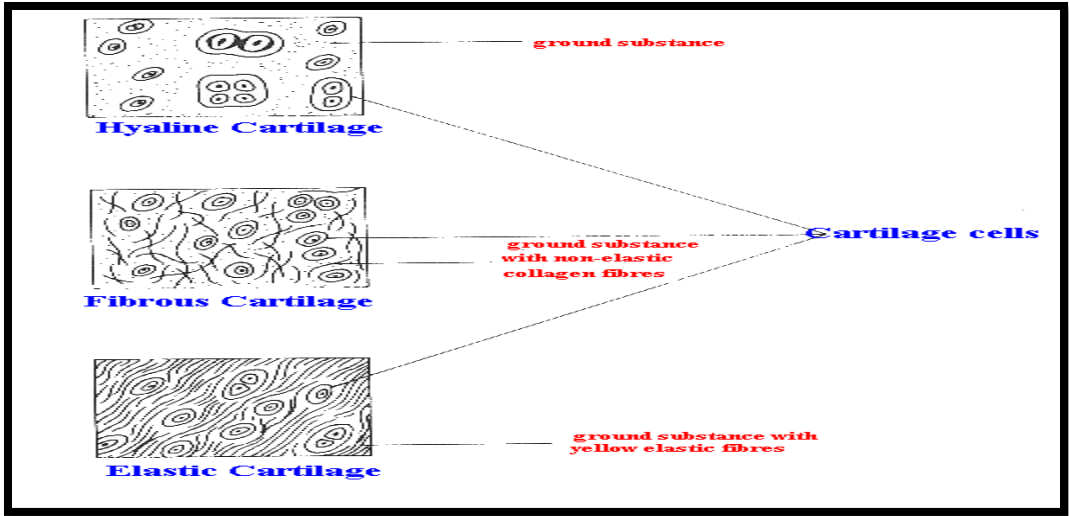 ground substance
Hyaline Cartilage
Cartilage cells
ground substance
with non-elastic
collagen fibres
Fibrous Cartilage
ground substance with
yellow elastic fibres
Elastic Cartilage